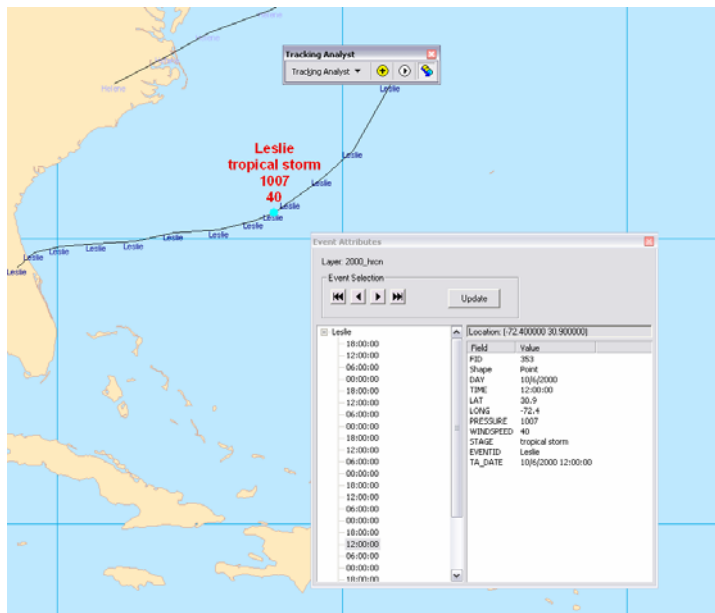 Helene
Helene
Helene
Tracking Analyst
Tracking Analyst
Leslie
Leslie
tropical storm
1007
40
Leslie
Leslie
Leslie
Leslie
Leslie
Leslie
Leslie
Leslie
Leslie
Leslie
Leslie
Event Attributes
Layer: 2000_hrcn
Event Selection
Update
Leslie
18:00:00
12:00:00
06:00:00
00:00:00
18:00:00
12:00:00
06:00:00
00:00:00
18:00:00
12:00:00
06:00:00
00:00:00
18:00:00
12:00:00
06:00:00
00:00:00
18:00:00
12:00:00
06:00:00
00:00:00
18:00:00
Location: (-72.400000 30.900000)
Field Value
FID 353
Shape Point
DAY 10/6/2000
TIME 12:00:00
LAT 30.9
LONG -72.4
PRESSURE 1007
WINDSPEED 40
STAGE tropical storm
EVENTID Leslie
TA_DATE 10/6/2000 12:00:00